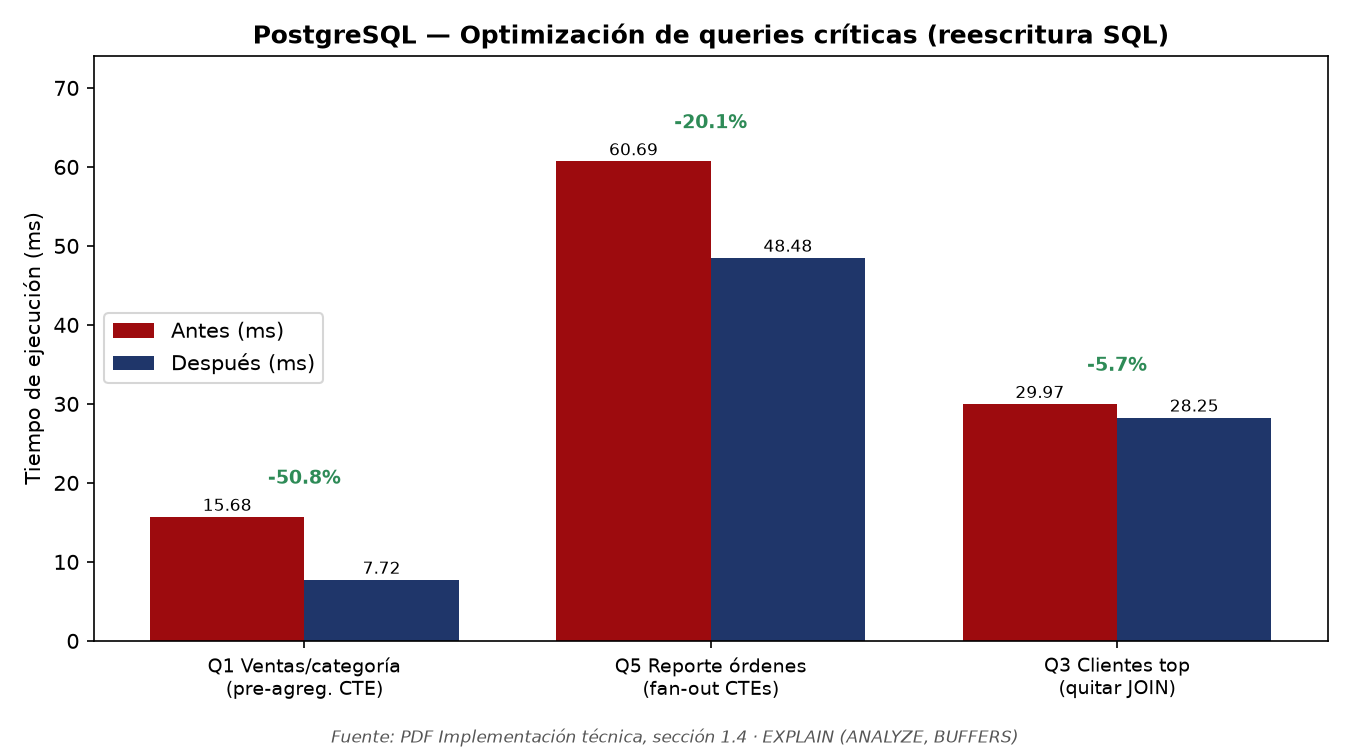 PostgreSQL — Optimización de queries críticas (reescritura SQL)
Tiempo de ejecución (ms)
70
60
50
40
30
20
10
0
Antes (ms)
Después (ms)
-50.8%
15.68
7.72
-20.1%
60.69
48.48
-5.7%
29.97
28.25
Q1 Ventas/categoría
(pre-agreg. CTE)
Q5 Reporte órdenes
(fan-out CTEs)
Q3 Clientes top
(quitar JOIN)
Fuente: PDF Implementación técnica, sección 1.4 · EXPLAIN (ANALYZE, BUFFERS)